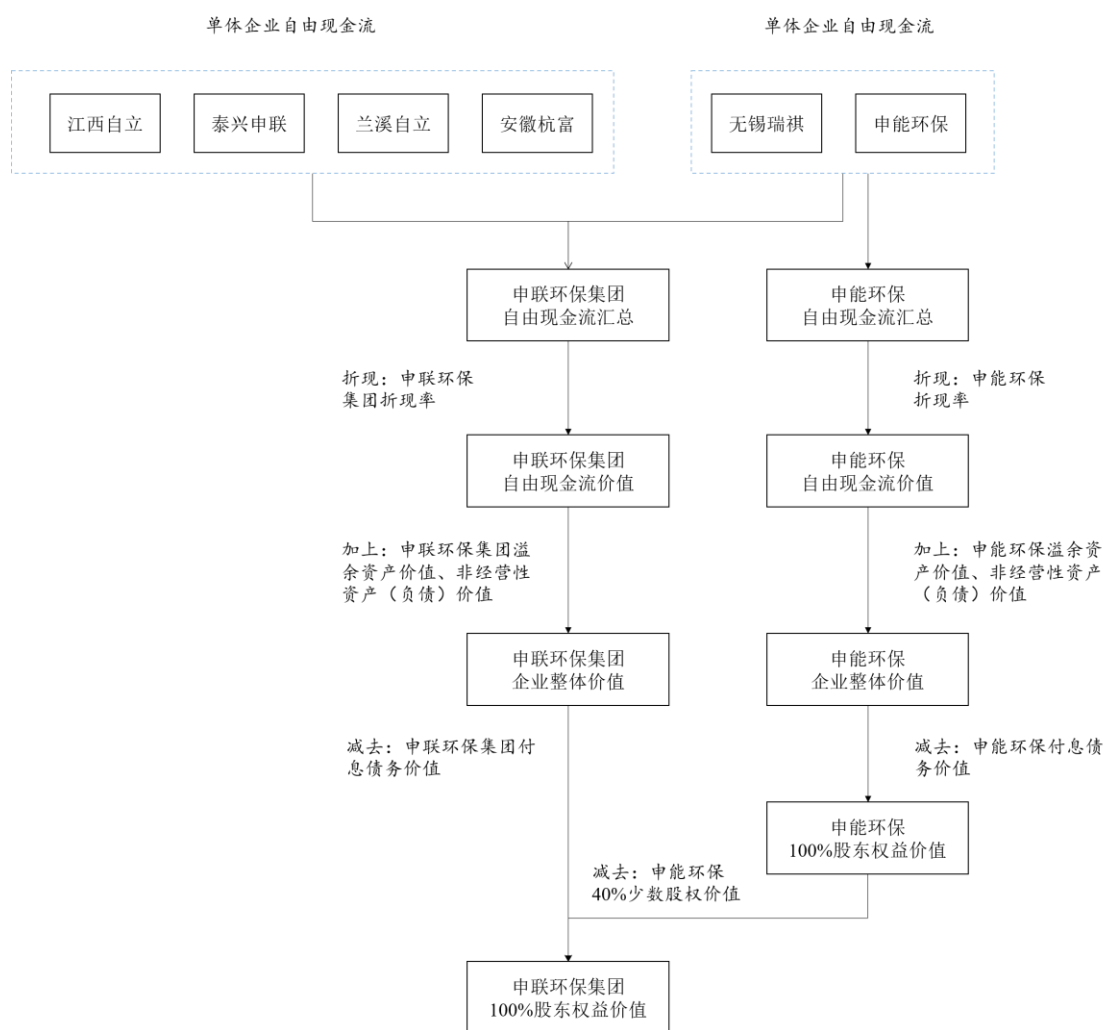 单体企业自由现金流
单体企业自由现金流
江西自立
泰兴申联
兰溪自立
安徽杭富
无锡瑞祺
申能环保
申联环保集团
自由现金流汇总
申能环保
自由现金流汇总
折现：申联环保
集团折现率
折现：申能环保
折现率
申联环保集团
自由现金流价值
申能环保
自由现金流价值
加上：申联环保集团溢
余资产价值、非经营性
资产（负债）价值
加上：申能环保溢余资
产价值、非经营性资产
（负债）价值
申联环保集团
企业整体价值
申能环保
企业整体价值
减去：申联环保集团付
息债务价值
减去：申能环保付息债
务价值
申能环保
100%股东权益价值
减去：申能环保
40%少数股权价值
申联环保集团
100%股东权益价值